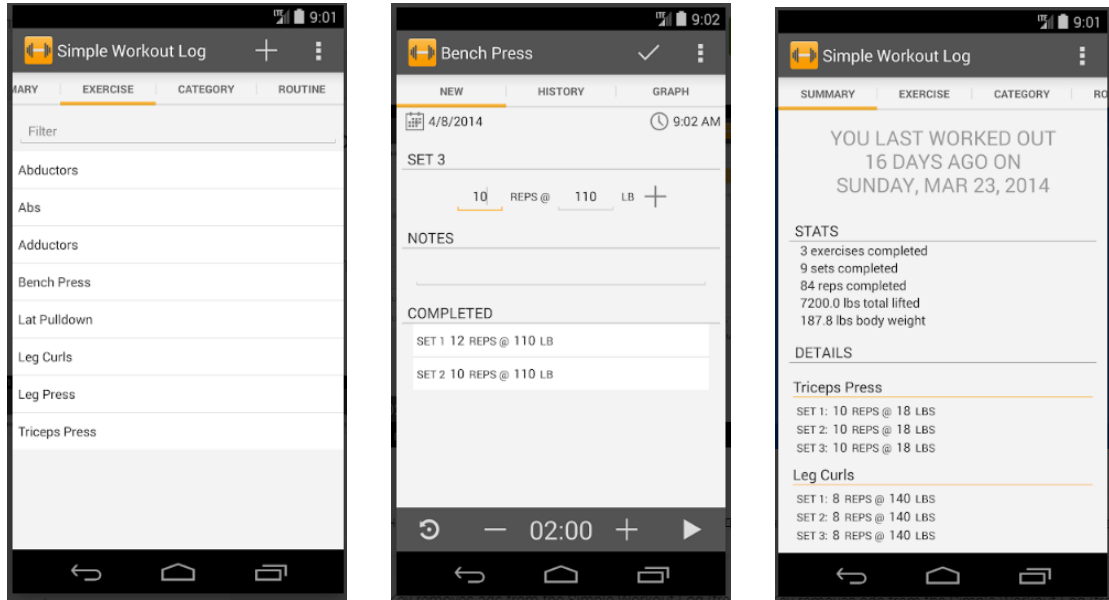 LTE 9:01
Simple Workout Log
MARY EXERCISE CATEGORY ROUTINE
Filter
Abductors
Abs
Adductors
Bench Press
Lat Pulldown
Leg Curls
Leg Press
Triceps Press
LTE 9:02
Bench Press
NEW HISTORY GRAPH
4/8/2014 9:02 AM
SET 3
10 REPS @ 110 LB
NOTES
COMPLETED
SET 1 12 REPS @ 110 LB
SET 2 10 REPS @ 110 LB
02:00
LTE 9:01
Simple Workout Log
SUMMARY EXERCISE CATEGORY RO
YOU LAST WORKED OUT
16 DAYS AGO ON
SUNDAY, MAR 23, 2014
STATS
3 exercises completed
9 sets completed
84 reps completed
7200.0 lbs total lifted
187.8 lbs body weight
DETAILS
Triceps Press
SET 1: 10 REPS @ 18 LBS
SET 2: 10 REPS @ 18 LBS
SET 3: 10 REPS @ 18 LBS
Leg Curls
SET 1: 8 REPS @ 140 LBS
SET 2: 8 REPS @ 140 LBS
SET 3: 8 REPS @ 140 LBS